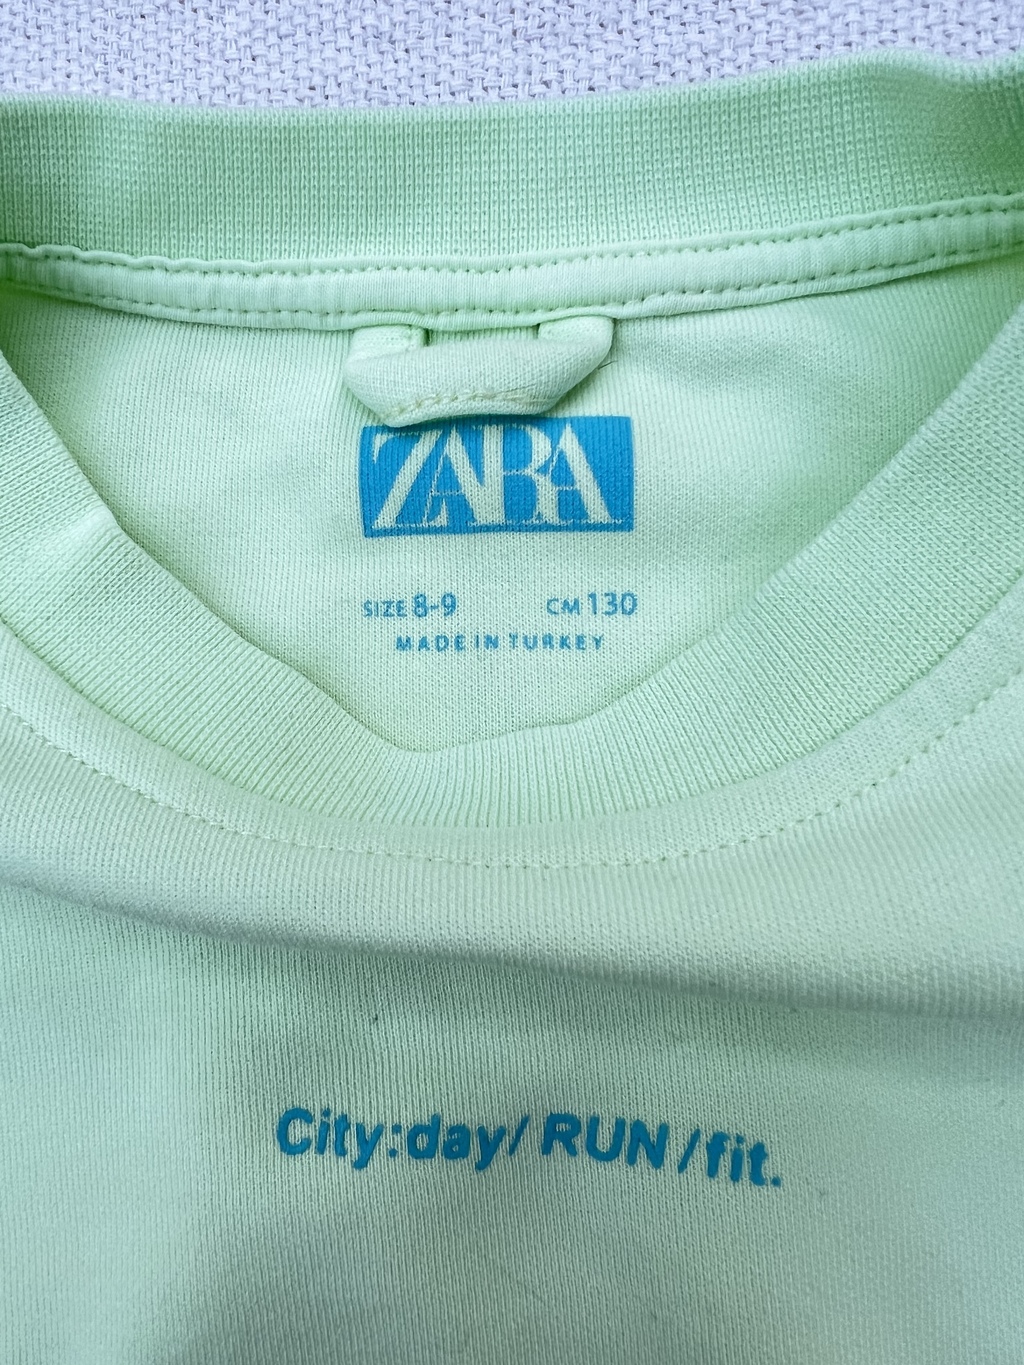 ZARA
SIZE 8-9 CM 130
MADE IN TURKEY
City:day/ RUN /fit.